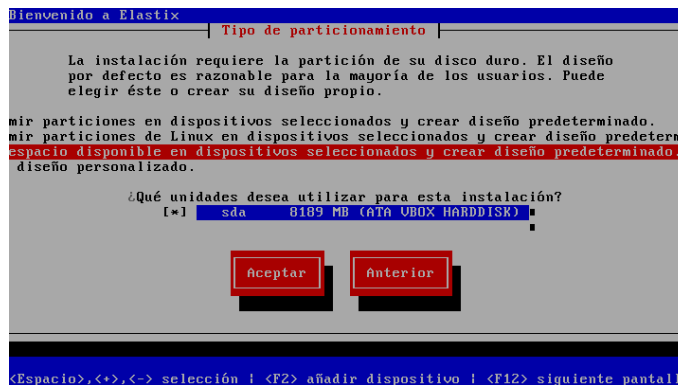 Bienvenido a Elastix
Tipo de particionamiento
La instalación requiere la partición de su disco duro. El diseño
por defecto es razonable para la mayoría de los usuarios. Puede
elegir éste o crear su diseño propio.
mir particiones en dispositivos seleccionados y crear diseño predeterminado.
mir particiones de Linux en dispositivos seleccionados y crear diseño predeterm
espacio disponible en dispositivos seleccionados y crear diseño predeterminado.
diseño personalizado.
¿Qué unidades desea utilizar para esta instalación?
[*] sda 8189 MB (ATA VBOX HARDDISK)
Aceptar Anterior
<Espacio>,<+>,<-> selección | <F2> añadir dispositivo | <F12> siguiente pantall